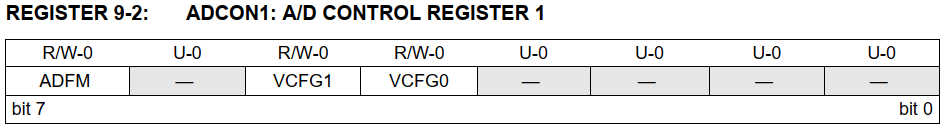 REGISTER 9-2: ADCON1: A/D CONTROL REGISTER 1
R/W-0 U-0 R/W-0 R/W-0 U-0 U-0 U-0 U-0
ADFM — VCFG1 VCFG0 — — — —
bit 7 bit 0